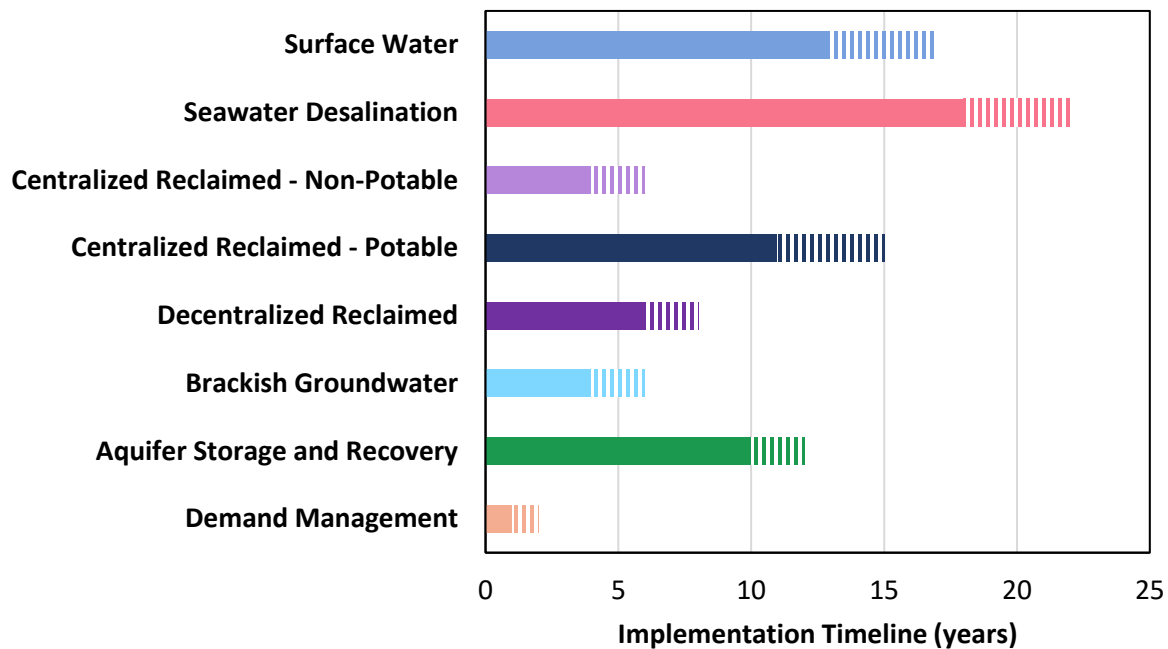 Surface Water
Seawater Desalination
Centralized Reclaimed - Non-Potable
Centralized Reclaimed - Potable
Decentralized Reclaimed
Brackish Groundwater
Aquifer Storage and Recovery
Demand Management
0 5 10 15 20 25
Implementation Timeline (years)